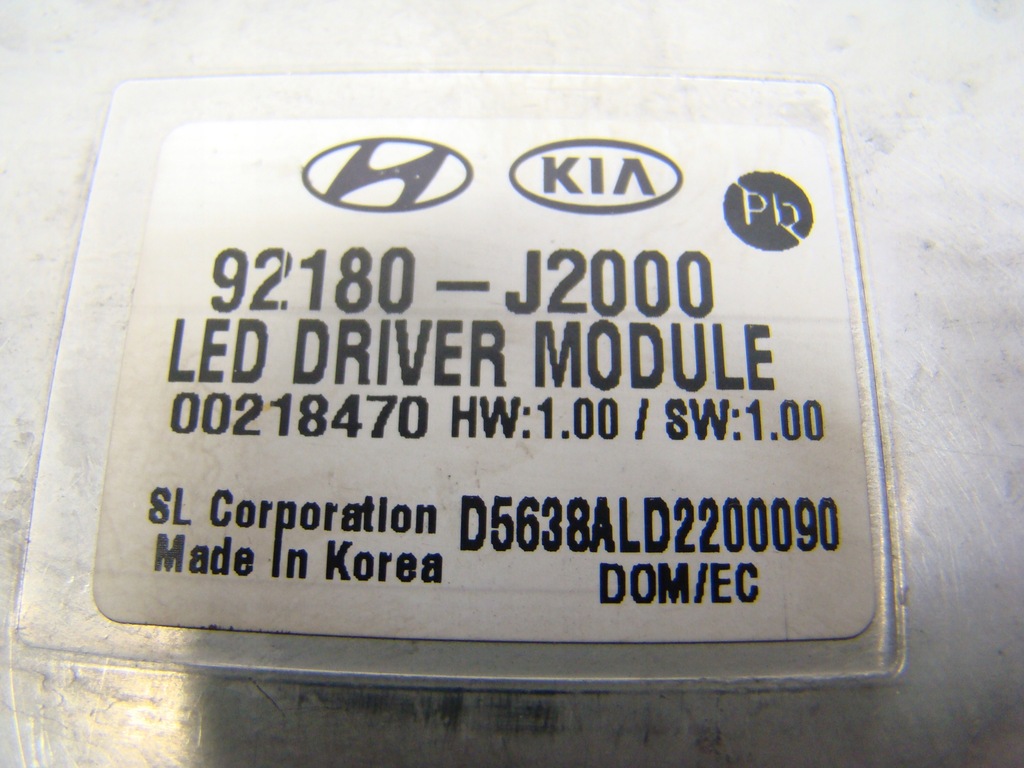 KIA
Pb
92180-J2000
LED DRIVER MODULE
00218470 HW:1.00 / SW:1.00
SL Corporation D5638ALD2200090
Made In Korea DOM/EC